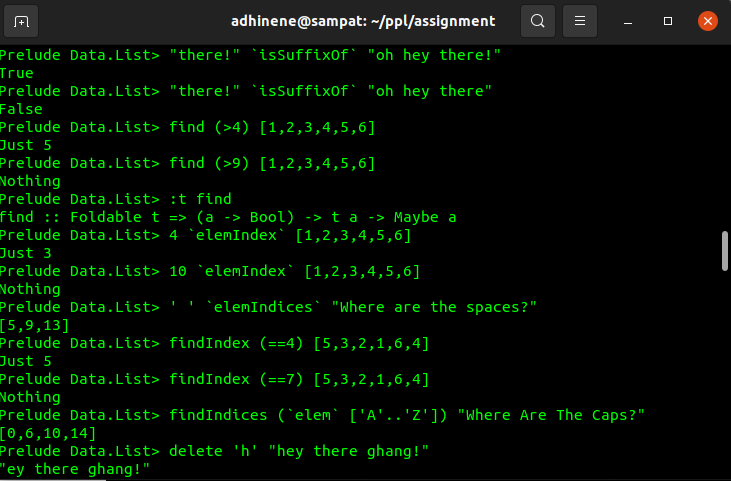 adhinene@sampat: ~/ppl/assignment
Prelude Data.List> "there!" `isSuffixOf` "oh hey there!"
True
Prelude Data.List> "there!" `isSuffixOf` "oh hey there"
False
Prelude Data.List> find (>4) [1,2,3,4,5,6]
Just 5
Prelude Data.List> find (>9) [1,2,3,4,5,6]
Nothing
Prelude Data.List> :t find
find :: Foldable t => (a -> Bool) -> t a -> Maybe a
Prelude Data.List> 4 `elemIndex` [1,2,3,4,5,6]
Just 3
Prelude Data.List> 10 `elemIndex` [1,2,3,4,5,6]
Nothing
Prelude Data.List> ' ' `elemIndices` "Where are the spaces?"
[5,9,13]
Prelude Data.List> findIndex (==4) [5,3,2,1,6,4]
Just 5
Prelude Data.List> findIndex (==7) [5,3,2,1,6,4]
Nothing
Prelude Data.List> findIndices (`elem` ['A'..'Z']) "Where Are The Caps?"
[0,6,10,14]
Prelude Data.List> delete 'h' "hey there ghang!"
"ey there ghang!"